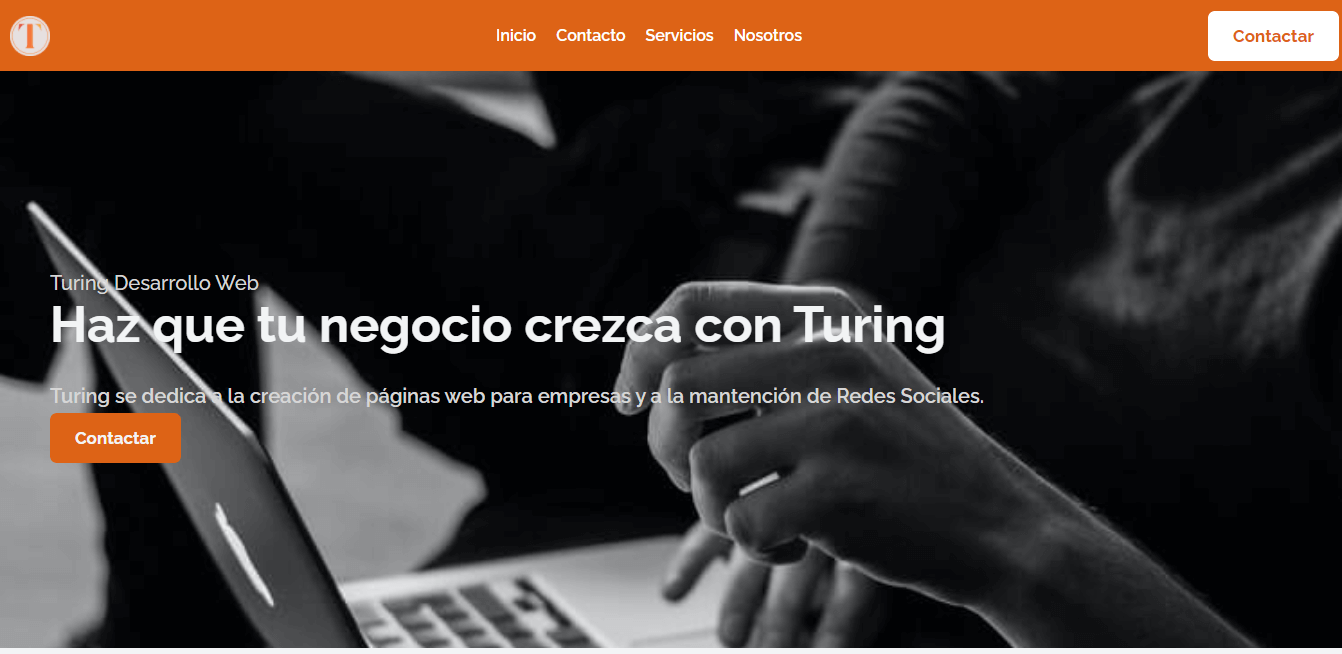 T
Inicio Contacto Servicios Nosotros
Contactar
Turing Desarrollo Web
Haz que tu negocio crezca con Turing
Turing se dedica a la creación de páginas web para empresas y a la mantención de Redes Sociales.
Contactar